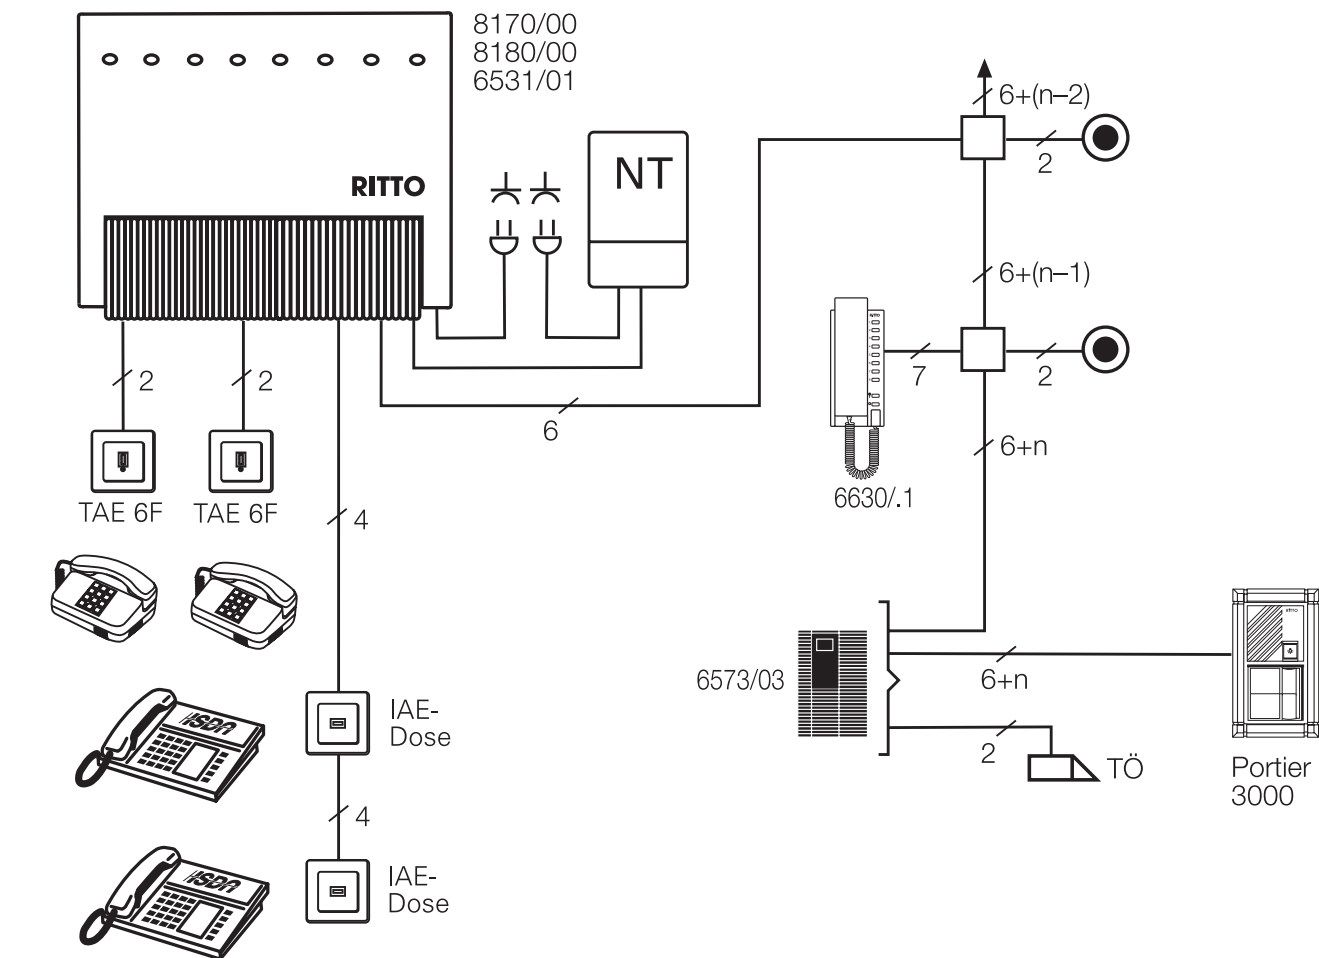 8170/00
8180/00
6531/01
RITTO
NT
6+(n–2)
2
6+(n–1)
7
2
6
6+n
6630/.1
2
2
TAE 6F
TAE 6F
4
6573/03
6+n
2
TÖ
Portier
3000
ISDN
IAE-
Dose
4
ISDN
IAE-
Dose